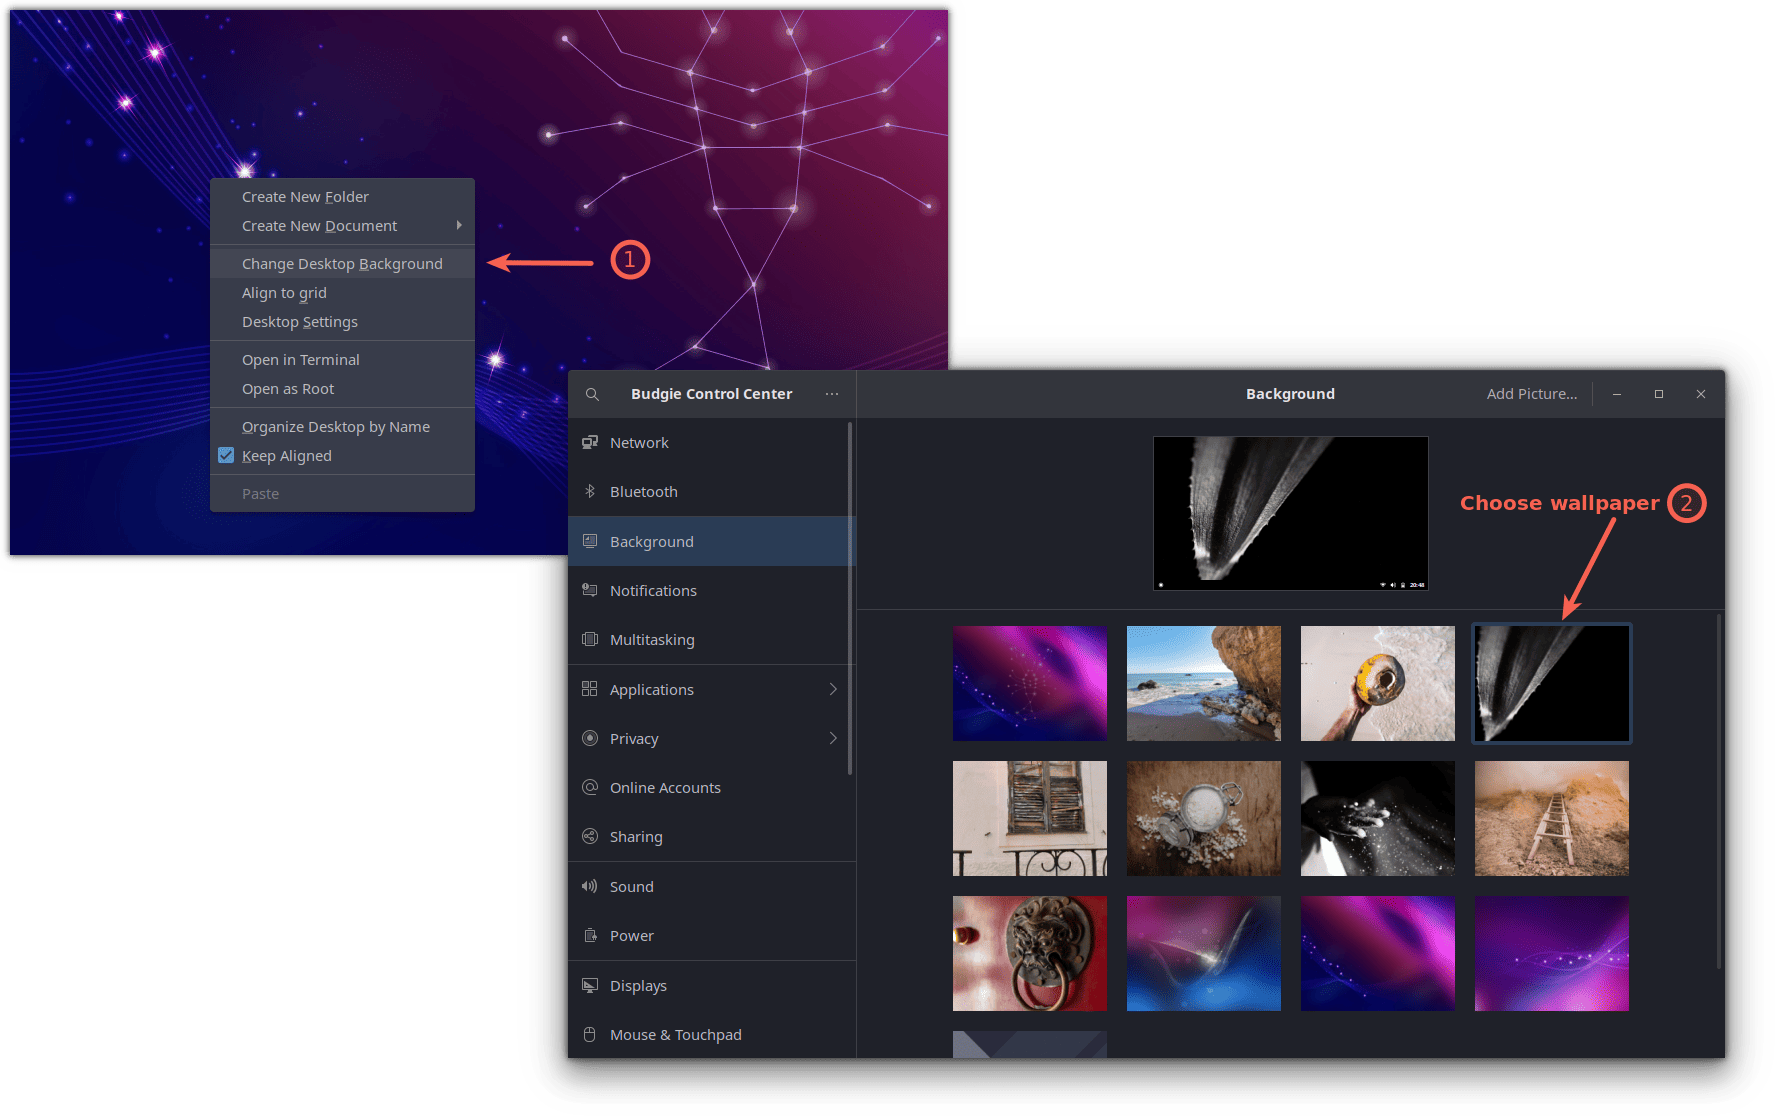 Create New Folder
Create New Document
Change Desktop Background
Align to grid
Desktop Settings
Open in Terminal
Open as Root
Organize Desktop by Name
Keep Aligned
Paste
1
Budgie Control Center
Background
Add Picture...
Network
Bluetooth
Background
Notifications
Multitasking
Applications
Privacy
Online Accounts
Sharing
Sound
Power
Displays
Mouse & Touchpad
20:48
Choose wallpaper 2